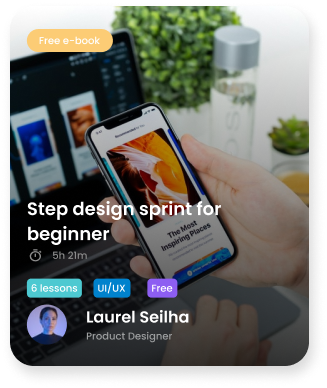 Free e-book
The Most
Inspiring Places
Step design sprint for
beginner
5h 21m
6 lessons UI/UX Free
Laurel Seilha
Product Designer